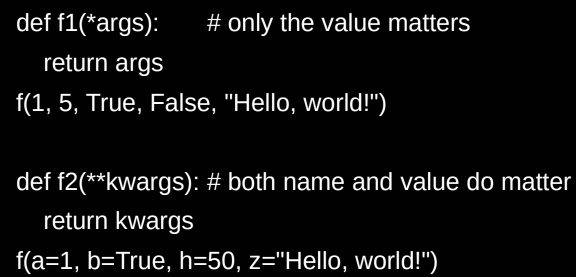 def f1(*args):       # only the value matters
    return args
f(1, 5, True, False, "Hello, world!")

def f2(**kwargs): # both name and value do matter
    return kwargs
f(a=1, b=True, h=50, z="Hello, world!")